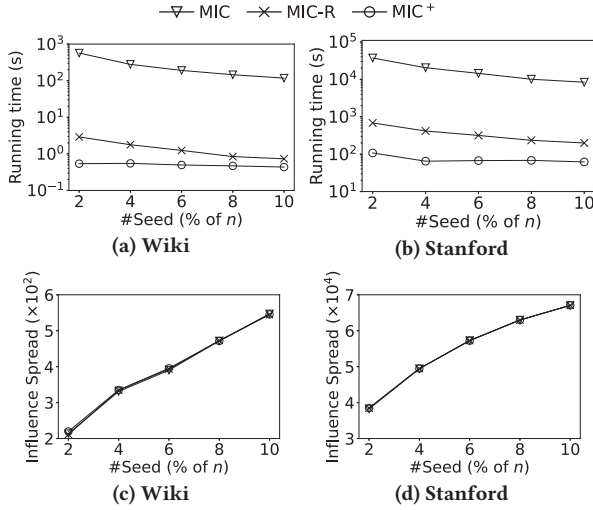 MIC MIC-R MIC⁺
Running time (s)
10³
10²
10¹
10⁰
10⁻¹
2 4 6 8 10
#Seed (% of n)
(a) Wiki
Running time (s)
10⁵
10⁴
10³
10²
10¹
2 4 6 8 10
#Seed (% of n)
(b) Stanford
Influence Spread (×10²)
6
5
4
3
2
2 4 6 8 10
#Seed (% of n)
(c) Wiki
Influence Spread (×10⁴)
7
6
5
4
3
2 4 6 8 10
#Seed (% of n)
(d) Stanford